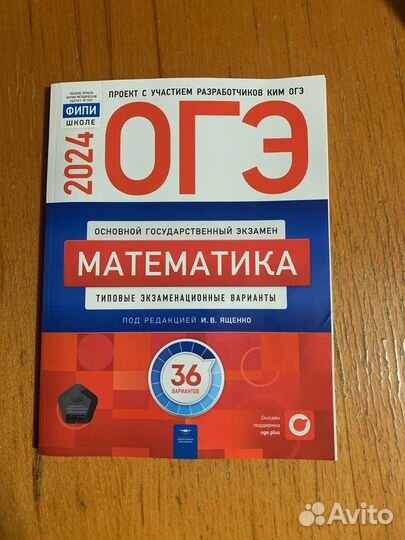 ПРОЕКТ С УЧАСТИЕМ РАЗРАБОТЧИКОВ КИМ ОГЭ
ФИПИ
ШКОЛЕ
2024
ОГЭ
ОСНОВНОЙ ГОСУДАРСТВЕННЫЙ ЭКЗАМЕН
МАТЕМАТИКА
ТИПОВЫЕ ЭКЗАМЕНАЦИОННЫЕ ВАРИАНТЫ
ПОД РЕДАКЦИЕЙ И.В. ЯЩЕНКО
36
ВАРИАНТОВ
Онлайн
поддержка
oge.plus
Avito